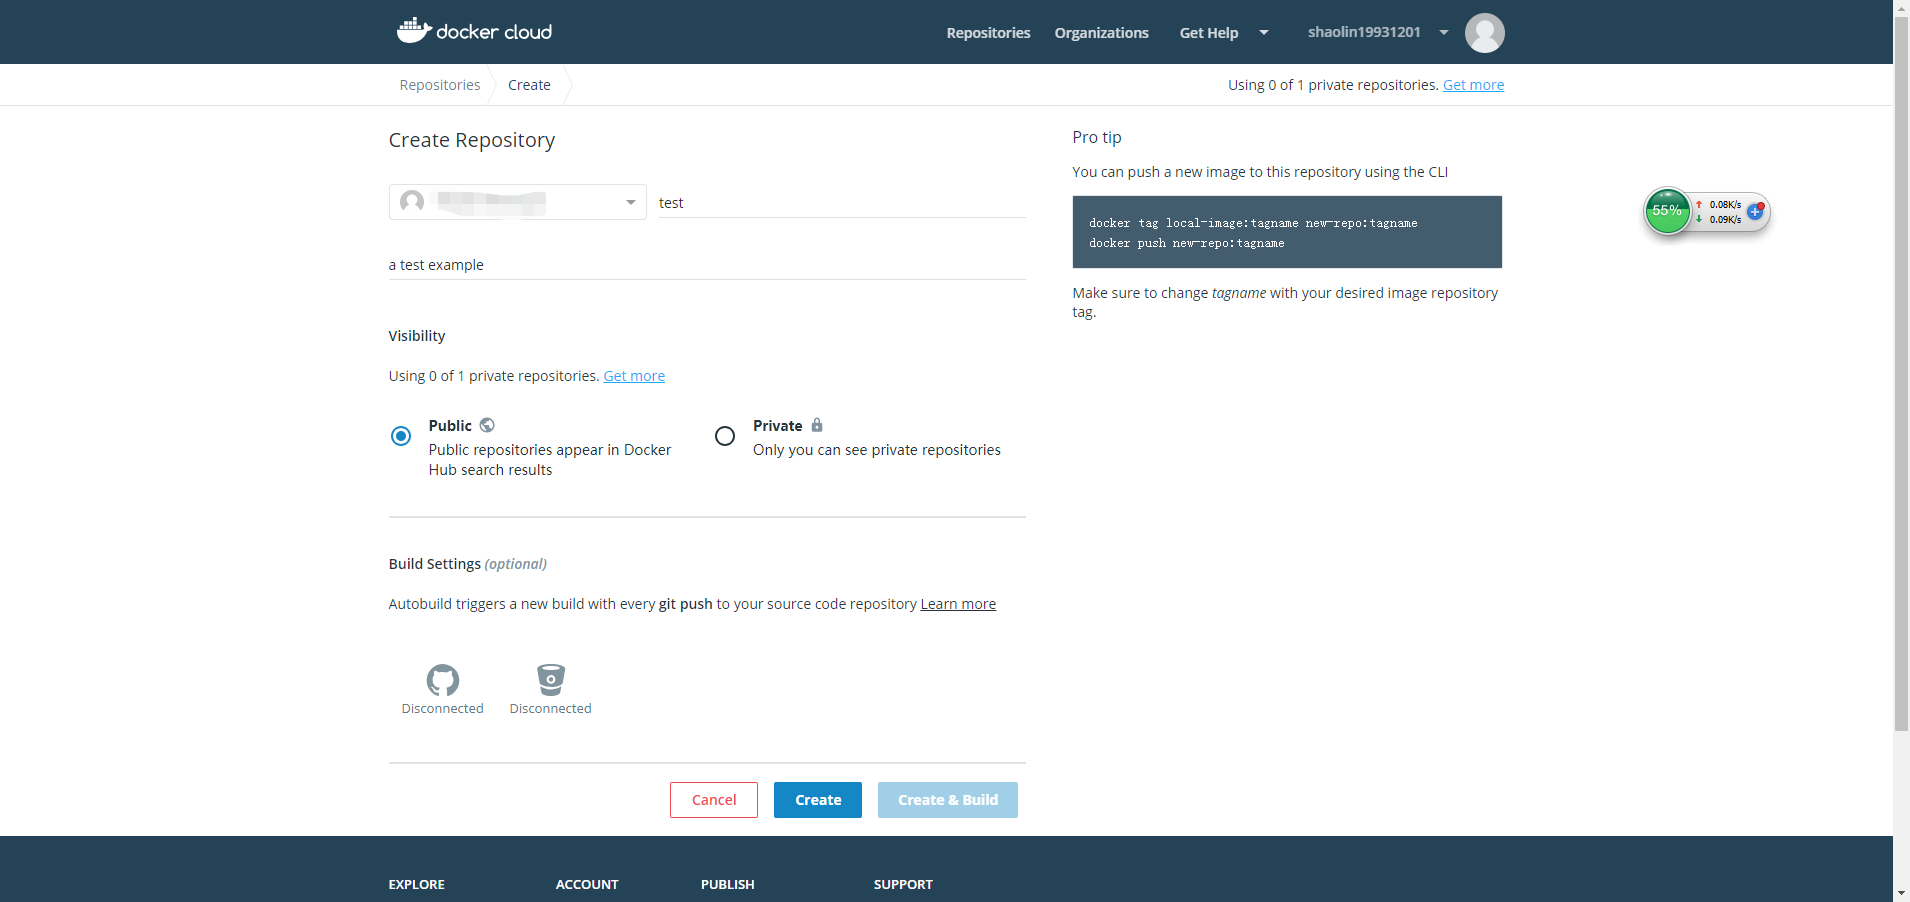 docker cloud
Repositories Organizations Get Help shaolin19931201
Repositories Create
Using 0 of 1 private repositories. Get more
Create Repository
test
a test example
Visibility
Using 0 of 1 private repositories. Get more
Public
Public repositories appear in Docker
Hub search results
Private
Only you can see private repositories
Build Settings (optional)
Autobuild triggers a new build with every git push to your source code repository Learn more
Disconnected Disconnected
Cancel Create Create & Build
Pro tip
You can push a new image to this repository using the CLI
docker tag local-image:tagname new-repo:tagname
docker push new-repo:tagname
Make sure to change tagname with your desired image repository
tag.
55%
0.08K/s
0.09K/s
EXPLORE ACCOUNT PUBLISH SUPPORT